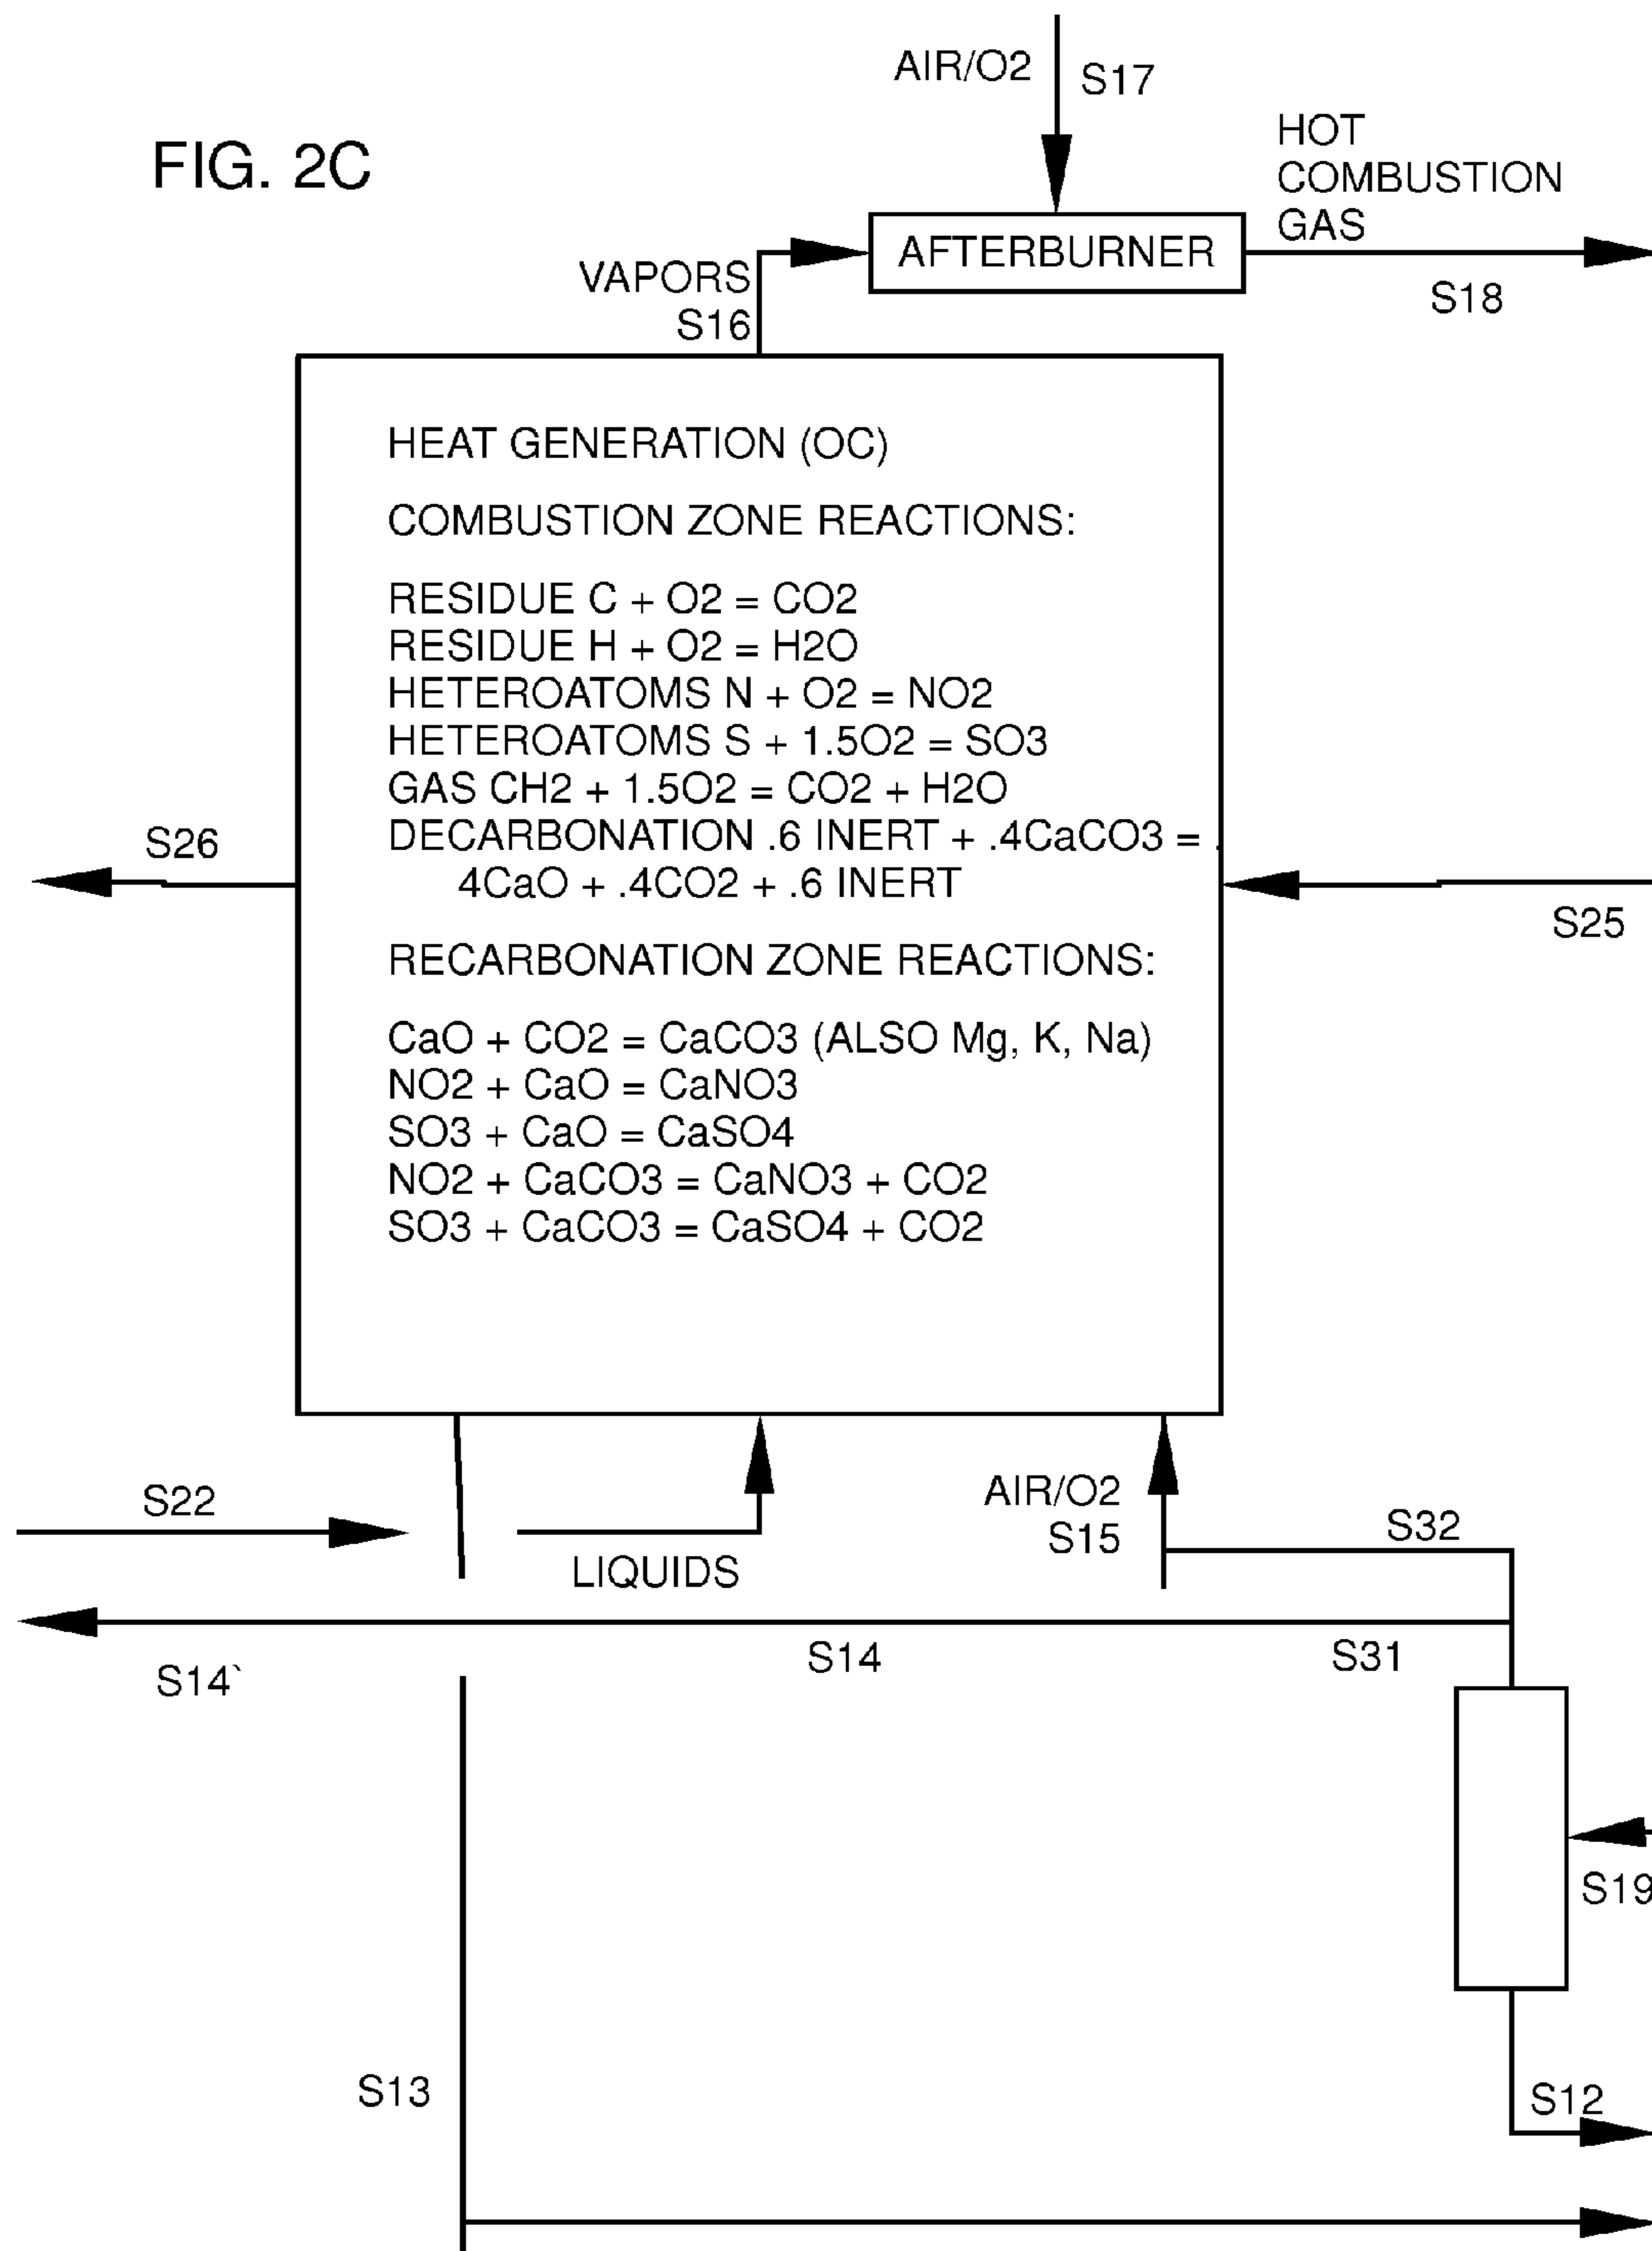 AIR/O2
S17
FIG. 2C
HOT
COMBUSTION
GAS
AFTERBURNER
VAPORS
S16
S18
HEAT GENERATION (OC)
COMBUSTION ZONE REACTIONS:
RESIDUE C + O2 = CO2
RESIDUE H + O2 = H2O
HETEROATOMS N + O2 = NO2
HETEROATOMS S + 1.5O2 = SO3
GAS CH2 + 1.5O2 = CO2 + H2O
DECARBONATION .6 INERT + .4CaCO3 = .
4CaO + .4CO2 + .6 INERT
S26
S25
RECARBONATION ZONE REACTIONS:
CaO + CO2 = CaCO3 (ALSO Mg, K, Na)
NO2 + CaO = CaNO3
SO3 + CaO = CaSO4
NO2 + CaCO3 = CaNO3 + CO2
SO3 + CaCO3 = CaSO4 + CO2
S22
LIQUIDS
AIR/O2
S15
S32
S14`
S14
S31
S19
S13
S12